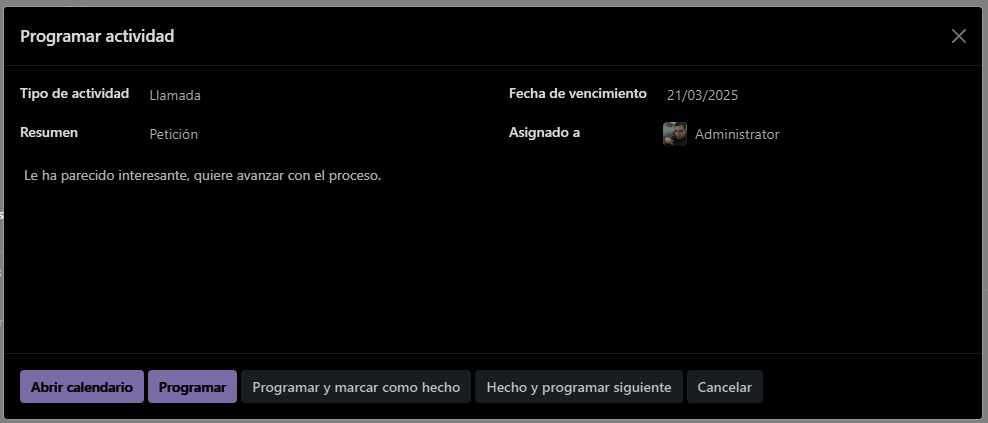 Programar actividad
Tipo de actividad Llamada Fecha de vencimiento 21/03/2025
Resumen Petición Asignado a Administrator
Le ha parecido interesante, quiere avanzar con el proceso.
Abrir calendario Programar Programar y marcar como hecho Hecho y programar siguiente Cancelar